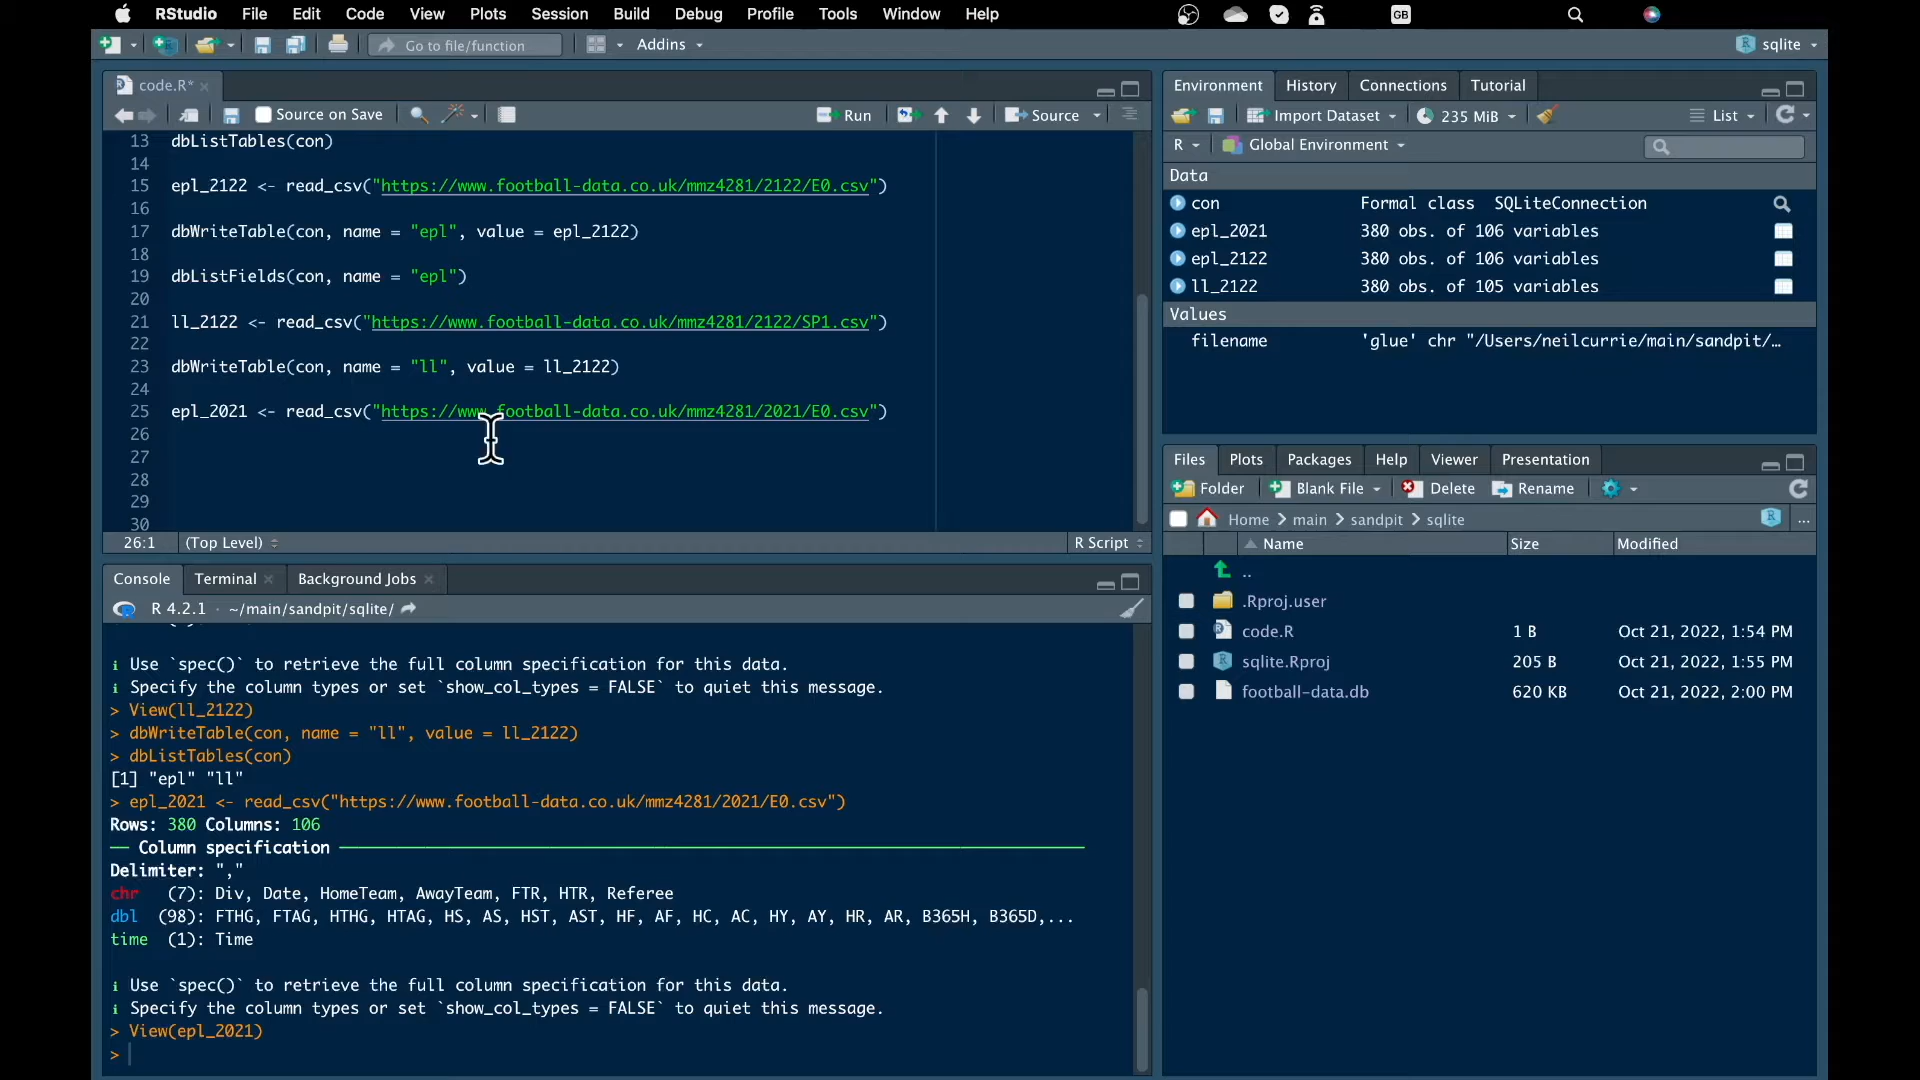 RStudio File Edit Code View Plots Session Build Debug Profile Tools Window Help GB
Go to file/function Addins sqlite
code.R*
Source on Save Run Source
13 dbListTables(con)
14
15 epl_2122 <- read_csv("https://www.football-data.co.uk/mmz4281/2122/E0.csv")
16
17 dbWriteTable(con, name = "epl", value = epl_2122)
18
19 dbListFields(con, name = "epl")
20
21 ll_2122 <- read_csv("https://www.football-data.co.uk/mmz4281/2122/SP1.csv")
22
23 dbWriteTable(con, name = "ll", value = ll_2122)
24
25 epl_2021 <- read_csv("https://www.football-data.co.uk/mmz4281/2021/E0.csv")
26
27
28
29
30
26:1 (Top Level) R Script
Console Terminal Background Jobs
R 4.2.1 · ~/main/sandpit/sqlite/
i Use `spec()` to retrieve the full column specification for this data.
i Specify the column types or set `show_col_types = FALSE` to quiet this message.
> View(ll_2122)
> dbWriteTable(con, name = "ll", value = ll_2122)
> dbListTables(con)
[1] "epl" "ll"
> epl_2021 <- read_csv("https://www.football-data.co.uk/mmz4281/2021/E0.csv")
Rows: 380 Columns: 106
── Column specification ──
Delimiter: ","
chr (7): Div, Date, HomeTeam, AwayTeam, FTR, HTR, Referee
dbl (98): FTHG, FTAG, HTHG, HTAG, HS, AS, HST, AST, HF, AF, HC, AC, HY, AY, HR, AR, B365H, B365D,...
time (1): Time
i Use `spec()` to retrieve the full column specification for this data.
i Specify the column types or set `show_col_types = FALSE` to quiet this message.
> View(epl_2021)
>
Environment History Connections Tutorial
Import Dataset 235 MiB List
R Global Environment
Data
con Formal class SQLiteConnection
epl_2021 380 obs. of 106 variables
epl_2122 380 obs. of 106 variables
ll_2122 380 obs. of 105 variables
Values
filename 'glue' chr "/Users/neilcurrie/main/sandpit/…
Files Plots Packages Help Viewer Presentation
Folder Blank File Delete Rename
Home main sandpit sqlite ...
Name Size Modified
..
.Rproj.user
code.R 1 B Oct 21, 2022, 1:54 PM
sqlite.Rproj 205 B Oct 21, 2022, 1:55 PM
football-data.db 620 KB Oct 21, 2022, 2:00 PM